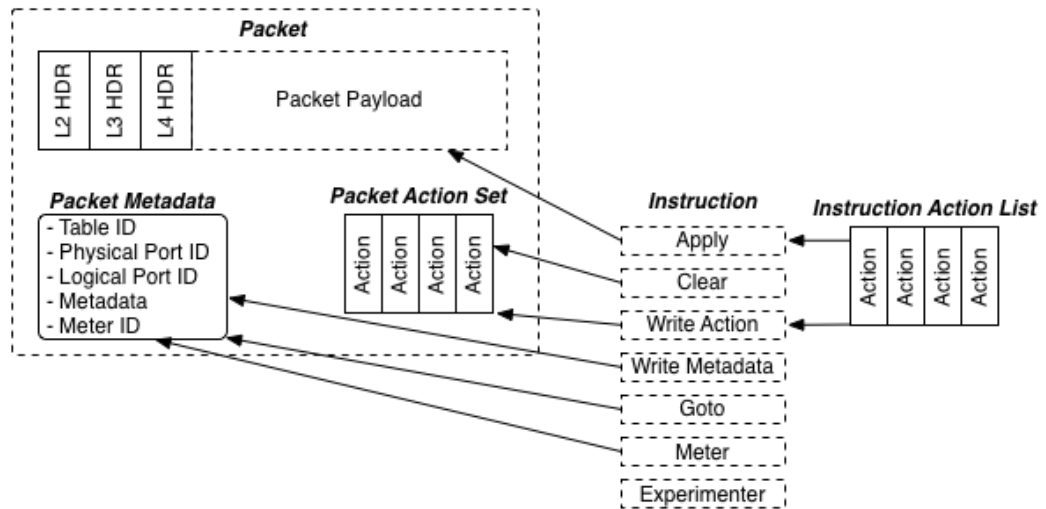 Packet
L2 HDR
L3 HDR
L4 HDR
Packet Payload
Packet Metadata
- Table ID
- Physical Port ID
- Logical Port ID
- Metadata
- Meter ID
Packet Action Set
Action
Action
Action
Action
Instruction
Apply
Clear
Write Action
Write Metadata
Goto
Meter
Experimenter
Instruction Action List
Action
Action
Action
Action